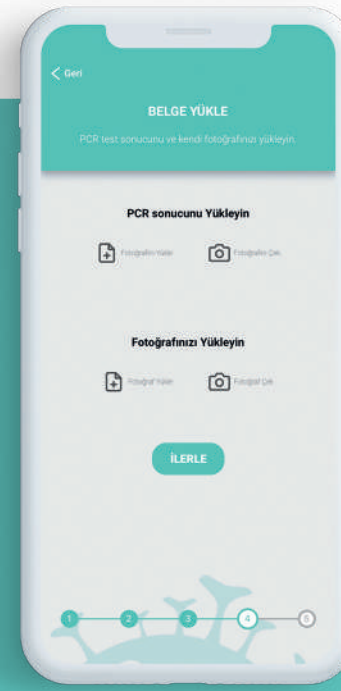 Geri
BELGE YÜKLE
PCR test sonucunu ve kendi fotoğrafınızı yükleyin.
PCR sonucunu Yükleyin
Fotoğrafını Yükle Fotoğrafını Çek
Fotoğrafınızı Yükleyin
Fotoğraf Yükle Fotoğraf Çek
İLERLE
1 2 3 4 5